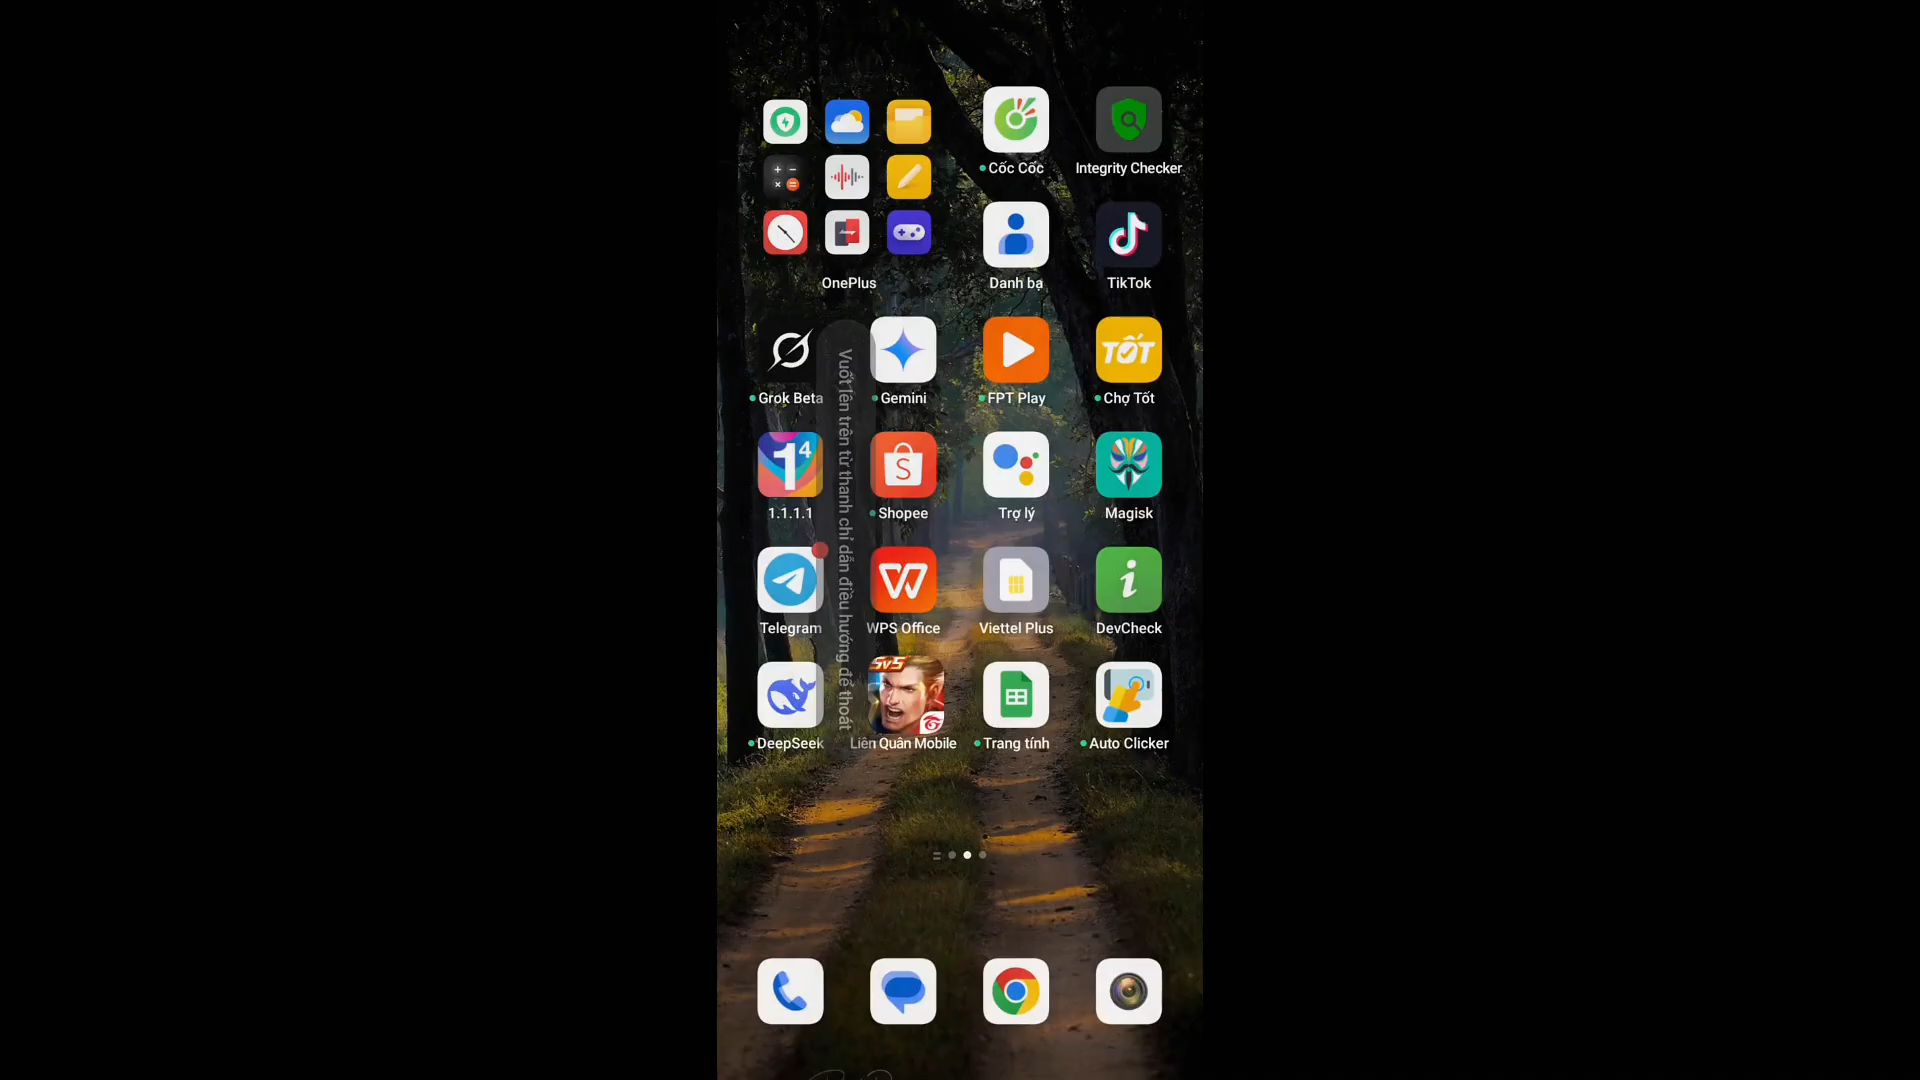 Cốc Cốc
Integrity Checker
OnePlus
Danh bạ
TikTok
Grok Beta
Gemini
FPT Play
TỐT
Chợ Tốt
1⁴
S
1.1.1.1
Shopee
Trợ lý
Magisk
W
i
Telegram
WPS Office
Viettel Plus
DevCheck
5v5
DeepSeek
Liên Quân Mobile
Trang tính
Auto Clicker
Vuốt lên trên từ thanh chỉ dẫn điều hướng để thoát